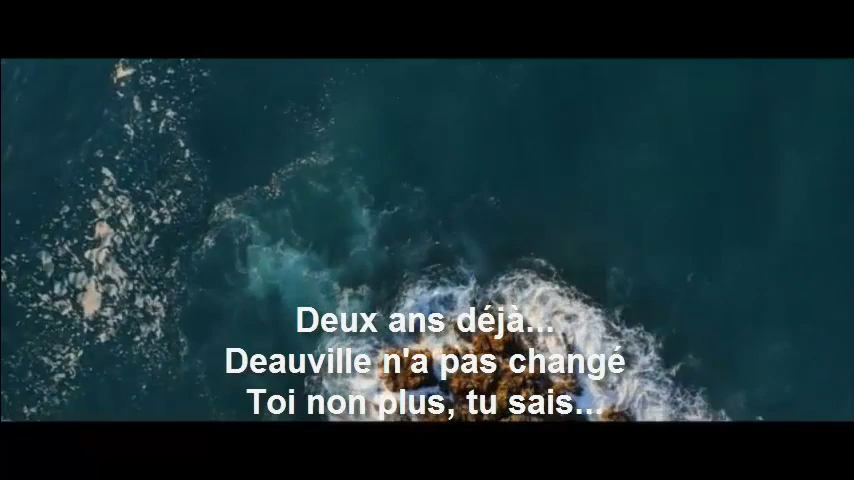 Deux ans déjà...
Deauville n'a pas changé
Toi non plus, tu sais...